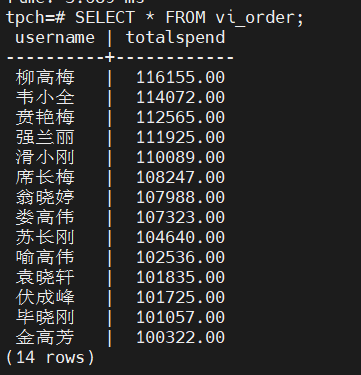 tpch=# SELECT * FROM vi_order;
username | totalspend
----------+------------
柳高梅 | 116155.00
韦小全 | 114072.00
贲艳梅 | 112565.00
强兰丽 | 111925.00
滑小刚 | 110089.00
席长梅 | 108247.00
翁晓婷 | 107988.00
娄高伟 | 107323.00
苏长刚 | 104640.00
喻高伟 | 102536.00
袁晓轩 | 101835.00
伏成峰 | 101725.00
毕晓刚 | 101057.00
金高芳 | 100322.00
(14 rows)